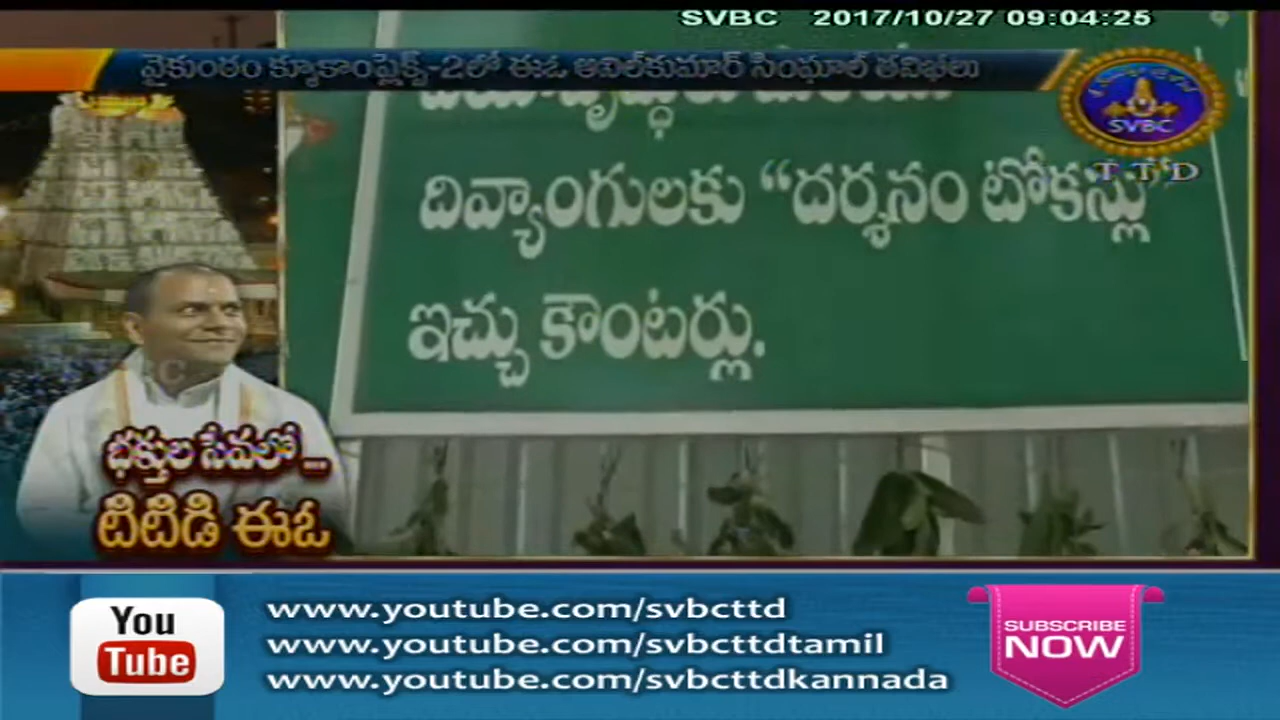 SVBC 2017/10/27 09:04:25
వైకుంఠం క్యూకాంప్లెక్స్-2లో ఈఓ అనిల్‌కుమార్ సింఘాల్ తనిఖీలు
SVBC
TTD
దివ్యాంగులకు “దర్శనం టోకన్లు”
ఇచ్చు కౌంటర్లు.
భక్తుల సేవలో...
టిటిడి ఈఓ
You
Tube
www.youtube.com/svbcttd
www.youtube.com/svbcttdtamil
www.youtube.com/svbcttdkannada
SUBSCRIBE
NOW